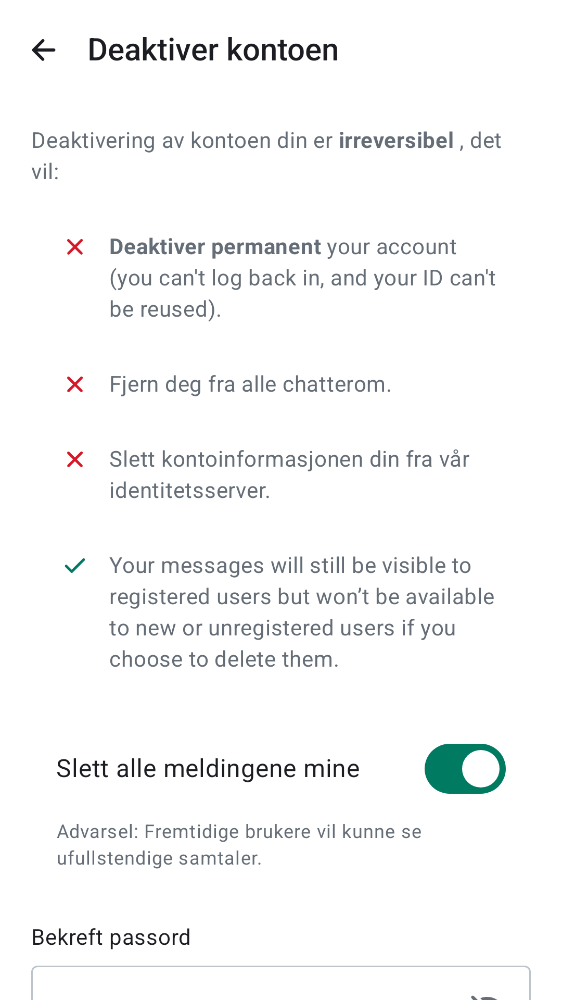 Deaktiver kontoen
Deaktivering av kontoen din er irreversibel , det
vil:
Deaktiver permanent your account
(you can't log back in, and your ID can't
be reused).
Fjern deg fra alle chatterom.
Slett kontoinformasjonen din fra vår
identitetsserver.
Your messages will still be visible to
registered users but won’t be available
to new or unregistered users if you
choose to delete them.
Slett alle meldingene mine
Advarsel: Fremtidige brukere vil kunne se
ufullstendige samtaler.
Bekreft passord